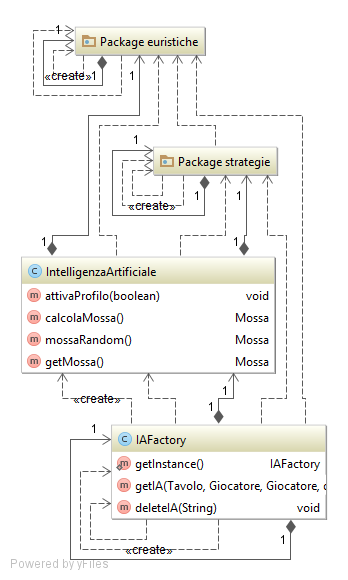 1
Package euristiche
«create»
1
1
1
Package strategie
1
«create»
1
1
C IntelligenzaArtificiale
m attivaProfilo(boolean) void
m calcolaMossa() Mossa
m mossaRandom() Mossa
m getMossa() Mossa
«create»
1
1
1
C IAFactory
m getInstance() IAFactory
m getIA(Tavolo, Giocatore, Giocatore,
m deleteIA(String) void
1
«create»
Powered by yFiles